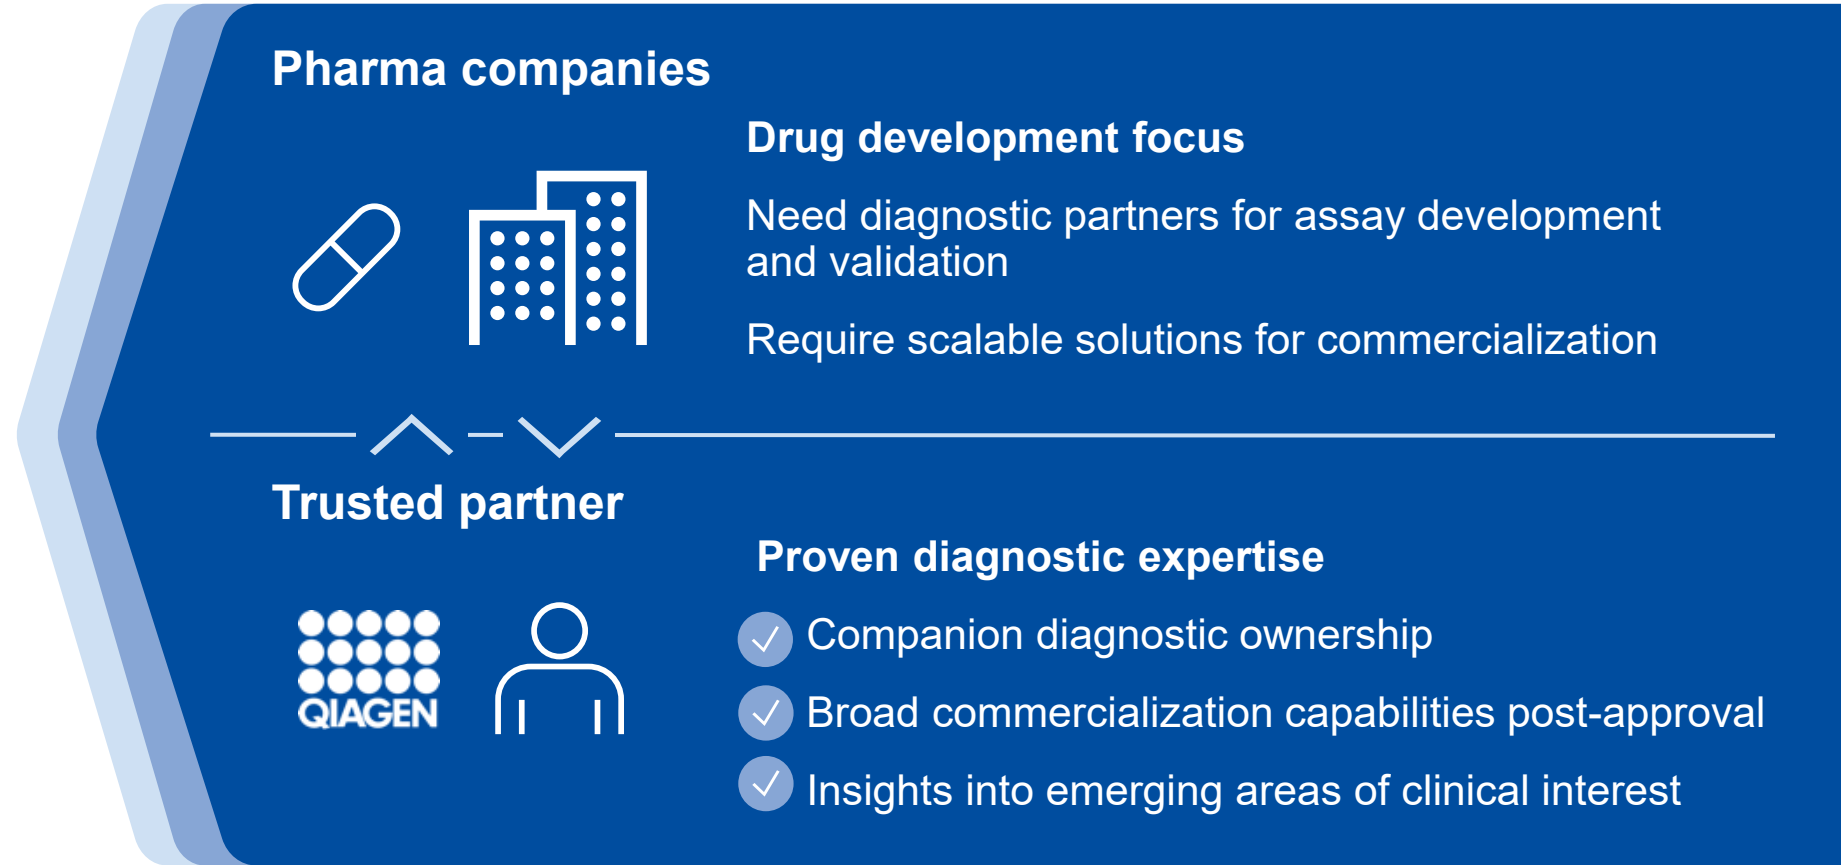 Pharma companies
Drug development focus
Need diagnostic partners for assay development
and validation
Require scalable solutions for commercialization
Trusted partner
Proven diagnostic expertise
QIAGEN
Companion diagnostic ownership
Broad commercialization capabilities post-approval
Insights into emerging areas of clinical interest